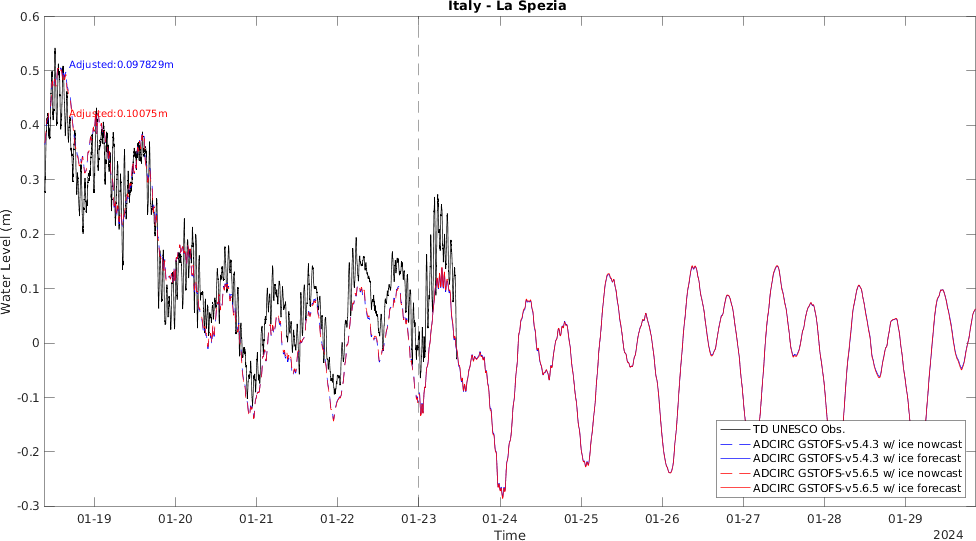 Italy - La Spezia
0.6
0.5
0.4
0.3
0.2
0.1
0
-0.1
-0.2
-0.3
Water Level (m)
Adjusted:0.097829m
Adjusted:0.10075m
TD UNESCO Obs.
ADCIRC GSTOFS-v5.4.3 w/ ice nowcast
ADCIRC GSTOFS-v5.4.3 w/ ice forecast
ADCIRC GSTOFS-v5.6.5 w/ ice nowcast
ADCIRC GSTOFS-v5.6.5 w/ ice forecast
01-19 01-20 01-21 01-22 01-23 01-24 01-25 01-26 01-27 01-28 01-29
Time
2024